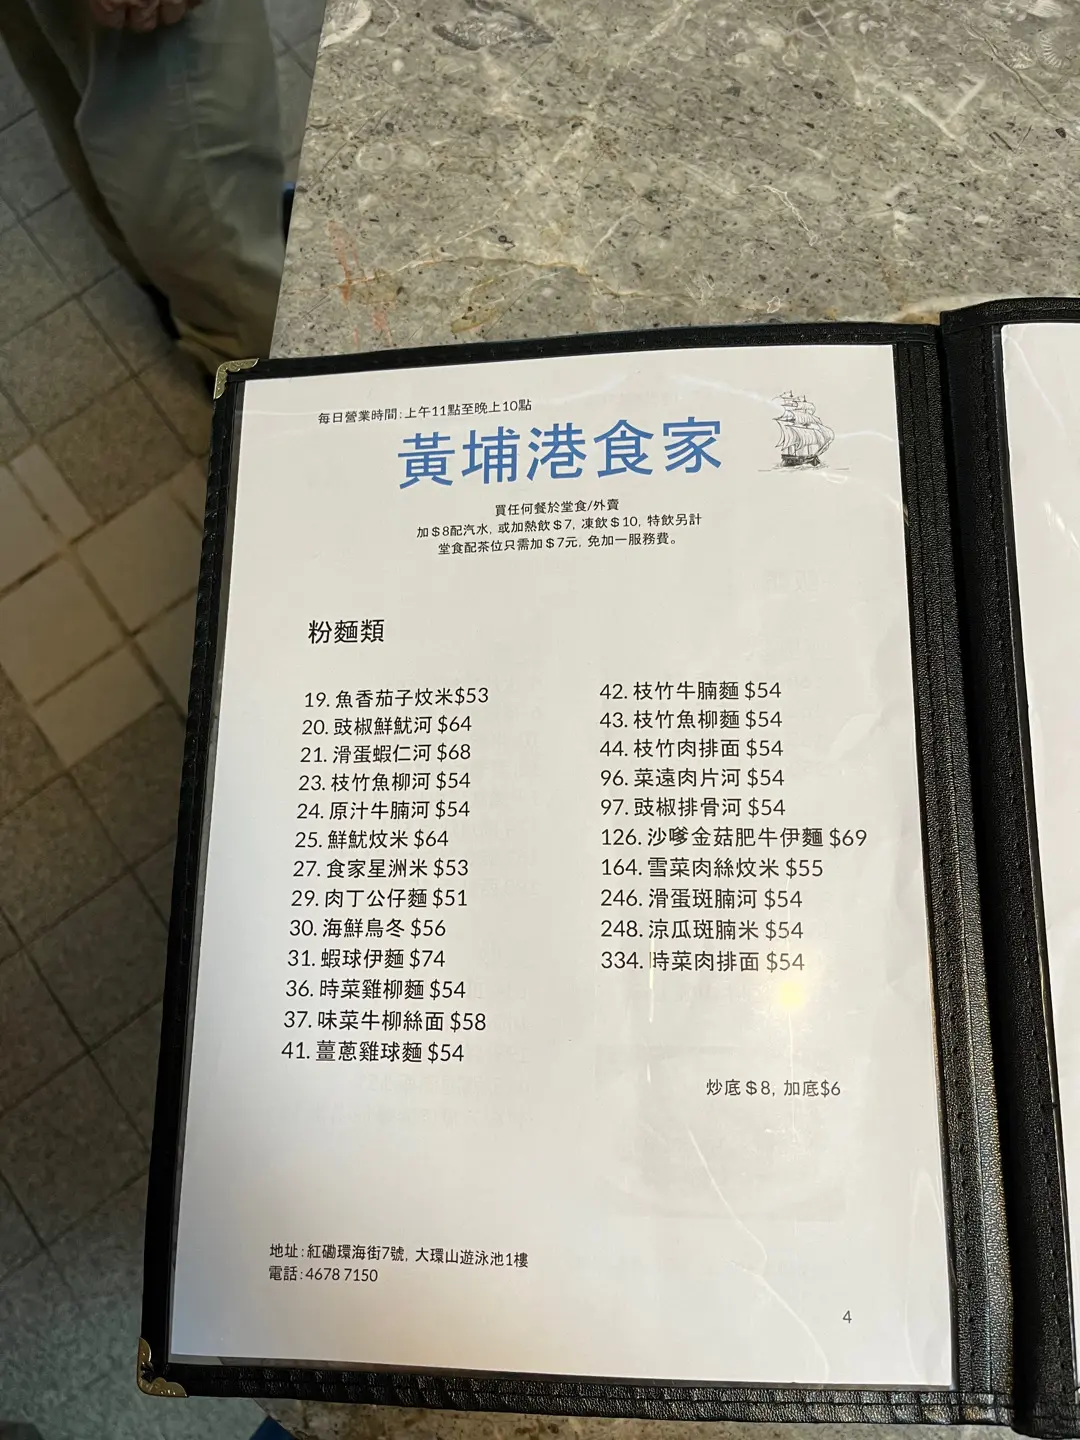 每日營業時間:上午11點至晚上10點
黃埔港食家
買任何餐於堂食/外賣
加$8配汽水, 或加熱飲$7, 凍飲$10, 特飲另計
堂食配茶位只需加$7元, 免加一服務費。
粉麵類
19. 魚香茄子炆米$53
20. 豉椒鮮魷河 $64
21. 滑蛋蝦仁河 $68
23. 枝竹魚柳河 $54
24. 原汁牛腩河 $54
25. 鮮魷炆米 $64
27. 食家星洲米 $53
29. 肉丁公仔麵 $51
30. 海鮮鳥冬 $56
31. 蝦球伊麵 $74
36. 時菜雞柳麵 $54
37. 味菜牛柳絲面 $58
41. 薑蔥雞球麵 $54
42. 枝竹牛腩麵 $54
43. 枝竹魚柳麵 $54
44. 枝竹肉排面 $54
96. 菜遠肉片河 $54
97. 豉椒排骨河 $54
126. 沙嗲金菇肥牛伊麵 $69
164. 雪菜肉絲炆米 $55
246. 滑蛋斑腩河 $54
248. 涼瓜斑腩米 $54
334. 時菜肉排面 $54
炒底 $8, 加底$6
地址:紅磡環海街7號, 大環山遊泳池1樓
電話:4678 7150
4